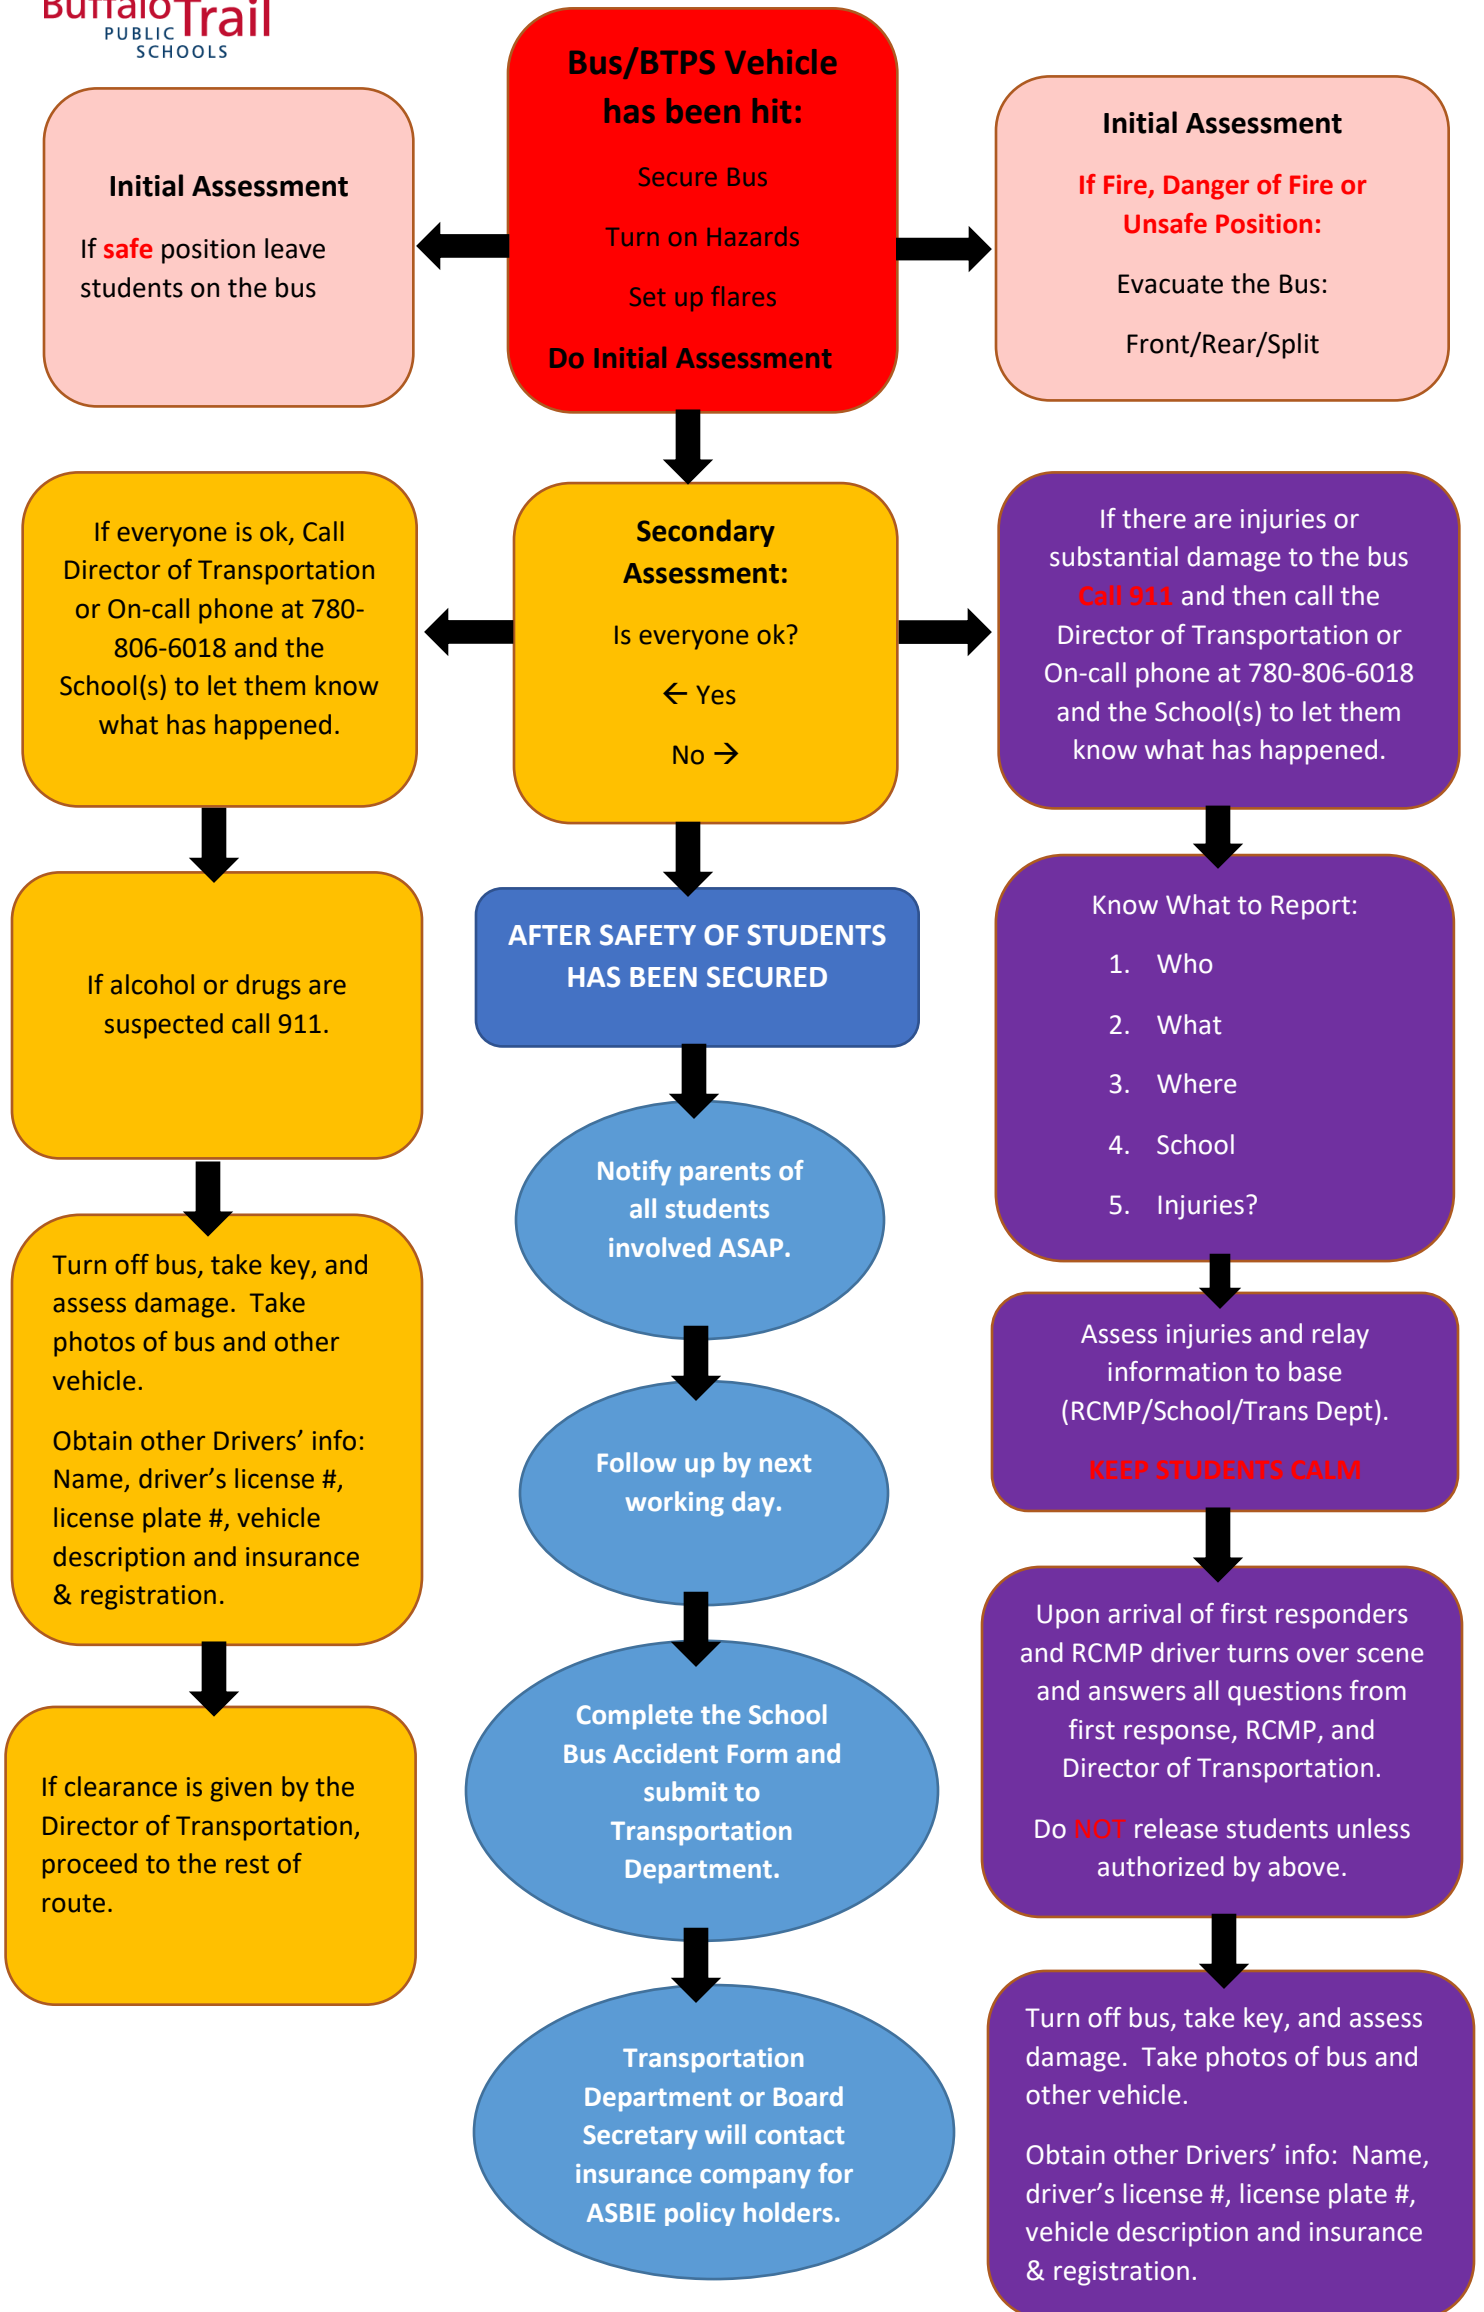 Buffalo Trail
PUBLIC
SCHOOLS
Bus/BTPS Vehicle
has been hit:
Secure Bus
Turn on Hazards
Set up flares
Do Initial Assessment
Initial Assessment
If safe position leave
students on the bus
Initial Assessment
If Fire, Danger of Fire or
Unsafe Position:
Evacuate the Bus:
Front/Rear/Split
Secondary
Assessment:
Is everyone ok?
← Yes
No →
If everyone is ok, Call
Director of Transportation
or On-call phone at 780-
806-6018 and the
School(s) to let them know
what has happened.
If alcohol or drugs are
suspected call 911.
Turn off bus, take key, and
assess damage.  Take
photos of bus and other
vehicle.
Obtain other Drivers’ info:
Name, driver’s license #,
license plate #, vehicle
description and insurance
& registration.
If clearance is given by the
Director of Transportation,
proceed to the rest of
route.
AFTER SAFETY OF STUDENTS
HAS BEEN SECURED
Notify parents of
all students
involved ASAP.
Follow up by next
working day.
Complete the School
Bus Accident Form and
submit to
Transportation
Department.
Transportation
Department or Board
Secretary will contact
insurance company for
ASBIE policy holders.
If there are injuries or
substantial damage to the bus
Call 911 and then call the
Director of Transportation or
On-call phone at 780-806-6018
and the School(s) to let them
know what has happened.
Know What to Report:
1. Who
2. What
3. Where
4. School
5. Injuries?
Assess injuries and relay
information to base
(RCMP/School/Trans Dept).
KEEP STUDENTS CALM
Upon arrival of first responders
and RCMP driver turns over scene
and answers all questions from
first response, RCMP, and
Director of Transportation.
Do NOT release students unless
authorized by above.
Turn off bus, take key, and assess
damage.  Take photos of bus and
other vehicle.
Obtain other Drivers’ info:  Name,
driver’s license #, license plate #,
vehicle description and insurance
& registration.